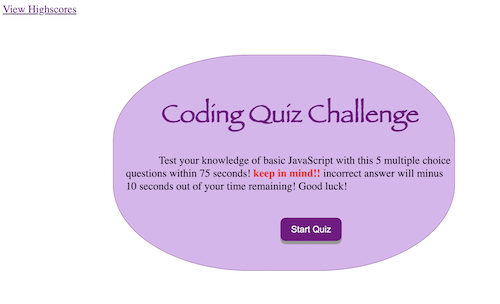 View Highscores
Coding Quiz Challenge
Test your knowledge of basic JavaScript with this 5 multiple choice
questions within 75 seconds! keep in mind!! incorrect answer will minus
10 seconds out of your time remaining! Good luck!
Start Quiz